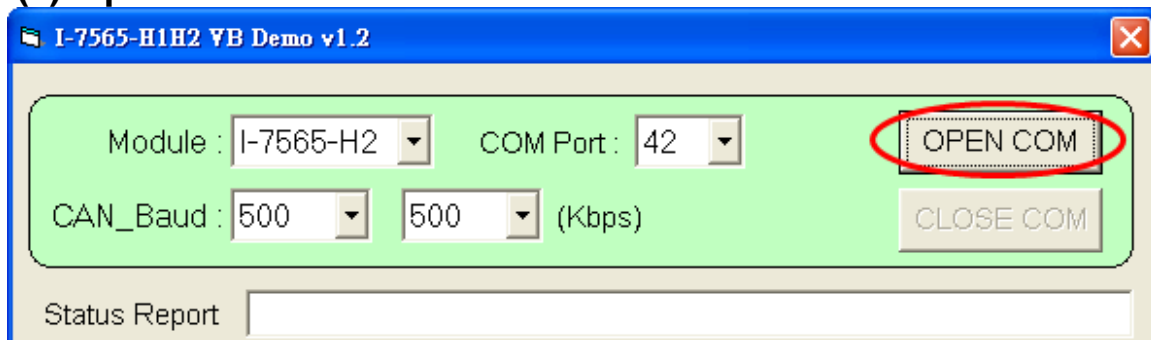 I-7565-H1H2 VB Demo v1.2
Module : I-7565-H2 COM Port : 42 OPEN COM
CAN_Baud : 500 500 (Kbps) CLOSE COM
Status Report